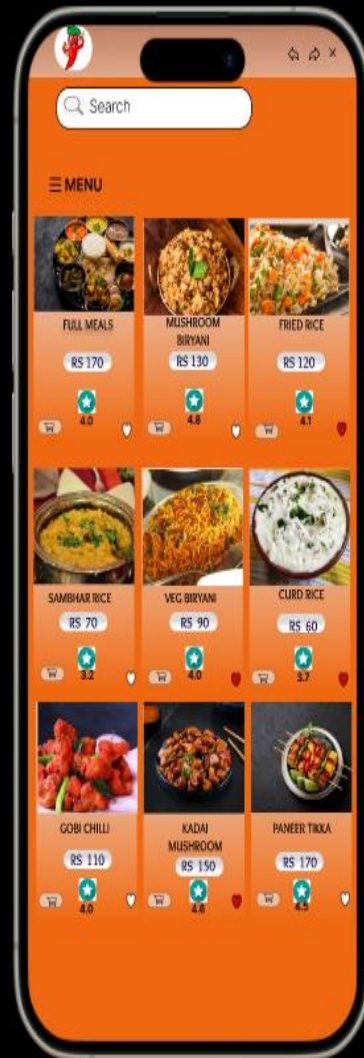 Search
MENU
FULL MEALS
RS 170
4.0
MUSHROOM
BIRYANI
RS 130
4.8
FRIED RICE
RS 120
4.1
SAMBHAR RICE
RS 70
3.2
VEG BIRYANI
RS 90
4.0
CURD RICE
RS 60
3.7
GOBI CHILLI
RS 110
4.0
KADAI
MUSHROOM
RS 150
4.6
PANEER TIKKA
RS 170
4.5